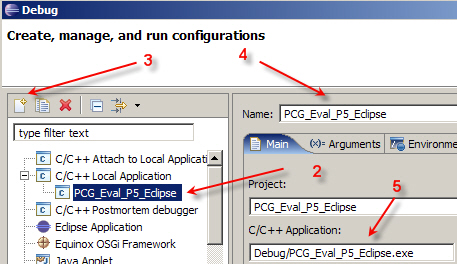 Debug
Create, manage, and run configurations
3
4
Name: PCG_Eval_P5_Eclipse
type filter text
Main (x)= Arguments Environme
C/C++ Attach to Local Applicati
C/C++ Local Application
2
PCG_Eval_P5_Eclipse
Project:
5
PCG_Eval_P5_Eclipse
C/C++ Postmortem debugger
Eclipse Application
C/C++ Application:
Equinox OSGi Framework
Debug/PCG_Eval_P5_Eclipse.exe
Java Applet